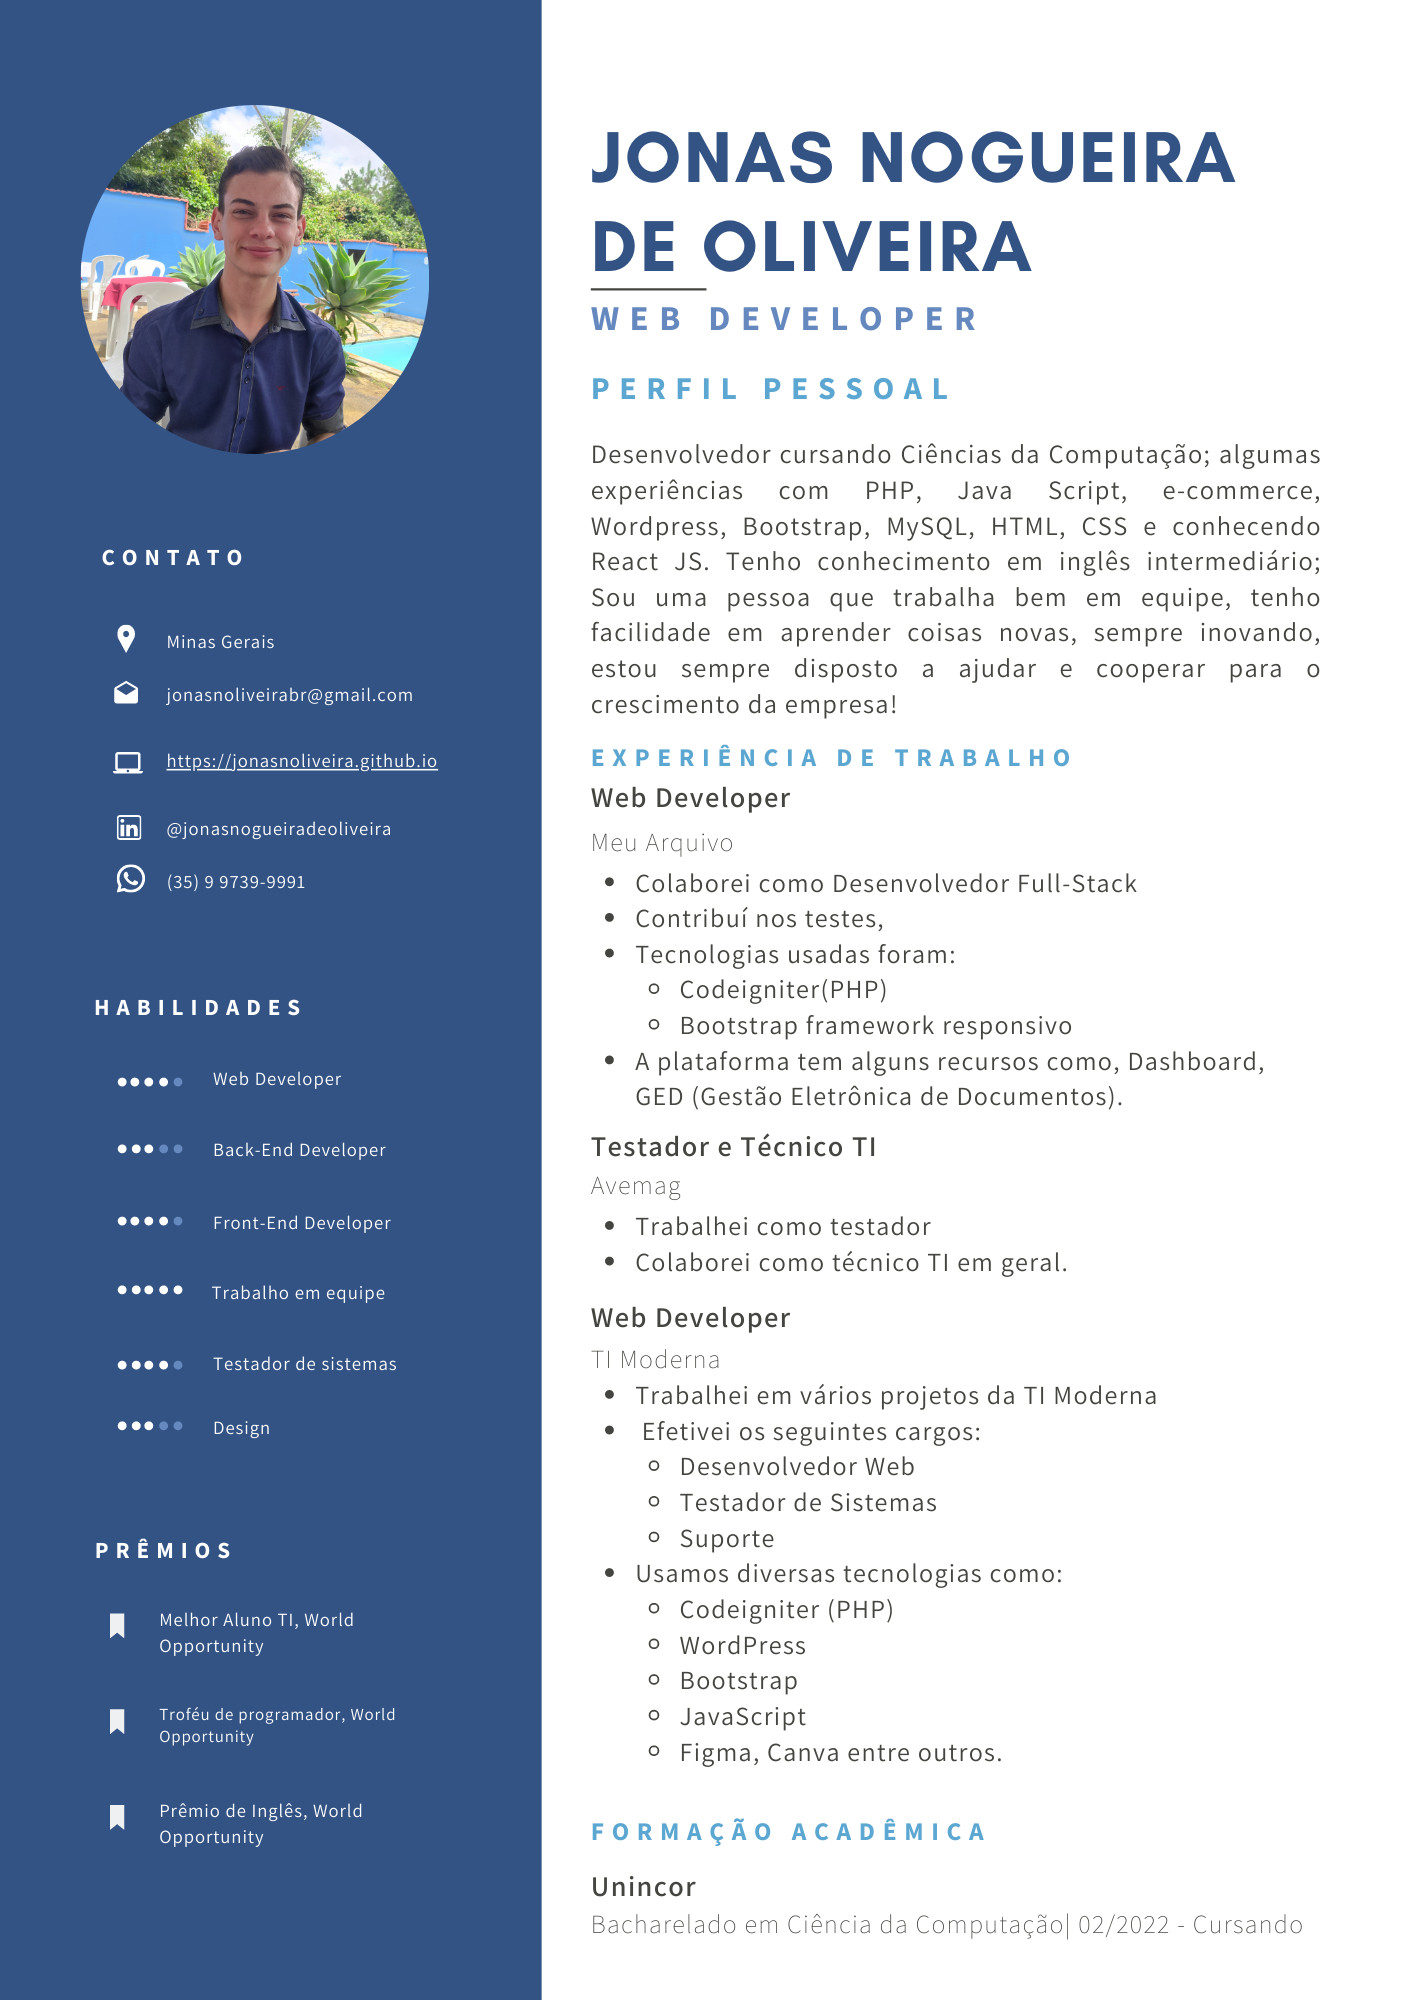 JONAS NOGUEIRA
DE OLIVEIRA
WEB DEVELOPER
PERFIL PESSOAL
Desenvolvedor cursando Ciências da Computação; algumas
experiências com PHP, Java Script, e-commerce,
Wordpress, Bootstrap, MySQL, HTML, CSS e conhecendo
React JS. Tenho conhecimento em inglês intermediário;
Sou uma pessoa que trabalha bem em equipe, tenho
facilidade em aprender coisas novas, sempre inovando,
estou sempre disposto a ajudar e cooperar para o
crescimento da empresa!
EXPERIÊNCIA DE TRABALHO
Web Developer
Meu Arquivo
• Colaborei como Desenvolvedor Full-Stack
• Contribuí nos testes,
• Tecnologias usadas foram:
◦ Codeigniter(PHP)
◦ Bootstrap framework responsivo
• A plataforma tem alguns recursos como, Dashboard,
GED (Gestão Eletrônica de Documentos).
Testador e Técnico TI
Avemag
• Trabalhei como testador
• Colaborei como técnico TI em geral.
Web Developer
TI Moderna
• Trabalhei em vários projetos da TI Moderna
• Efetivei os seguintes cargos:
◦ Desenvolvedor Web
◦ Testador de Sistemas
◦ Suporte
• Usamos diversas tecnologias como:
◦ Codeigniter (PHP)
◦ WordPress
◦ Bootstrap
◦ JavaScript
◦ Figma, Canva entre outros.
FORMAÇÃO ACADÊMICA
Unincor
Bacharelado em Ciência da Computação| 02/2022 - Cursando
CONTATO
Minas Gerais
jonasnoliveirabr@gmail.com
https://jonasnoliveira.github.io
@jonasnogueiradeoliveira
(35) 9 9739-9991
HABILIDADES
Web Developer
Back-End Developer
Front-End Developer
Trabalho em equipe
Testador de sistemas
Design
PRÊMIOS
Melhor Aluno TI, World
Opportunity
Troféu de programador, World
Opportunity
Prêmio de Inglês, World
Opportunity